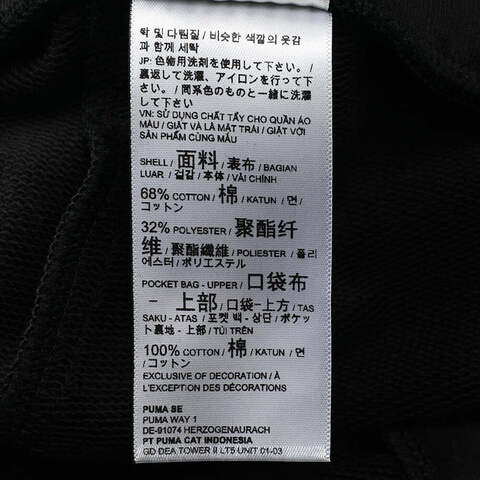 탁 및 다림질 / 비슷한 색깔의 옷감
과 함께 세탁
JP: 色物用洗剤を使用して下さい。 /
裏返して洗濯、アイロンを行って下
さい。 / 同系色のものと一緒に洗濯
して下さい。
VN: SỬ DỤNG CHẤT TẨY CHO QUẦN ÁO
MÀU / GIẶT VÀ LÀ MẶT TRÁI / GIẶT VỚI
SẢN PHẨM CÙNG MÀU
SHELL / 面料 / 表布 / BAGIAN
LUAR / 겉감 / 本体 / VẢI CHÍNH
68% COTTON / 棉 / KATUN / 면 /
コットン
32% POLYESTER / 聚酯纤
维 / 聚酯纖維 / POLIESTER / 폴리
에스터 / ポリエステル
POCKET BAG - UPPER / 口袋布
- 上部 / 口袋-上方 / TAS
SAKU - ATAS / 포켓 백 - 상단 / ポケッ
ト裏地 - 上部 / TÚI TRÊN
100% COTTON / 棉 / KATUN / 면
/ コットン
EXCLUSIVE OF DECORATION / À
L'EXCEPTION DES DÉCORATIONS
PUMA SE
PUMA WAY 1
DE-91074 HERZOGENAURACH
PT PUMA CAT INDONESIA
GD DEA TOWER II LT5 UNIT 01-03